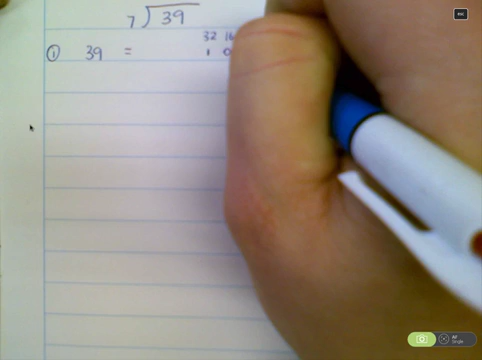 7)39
32 16
① 39 = 1 0